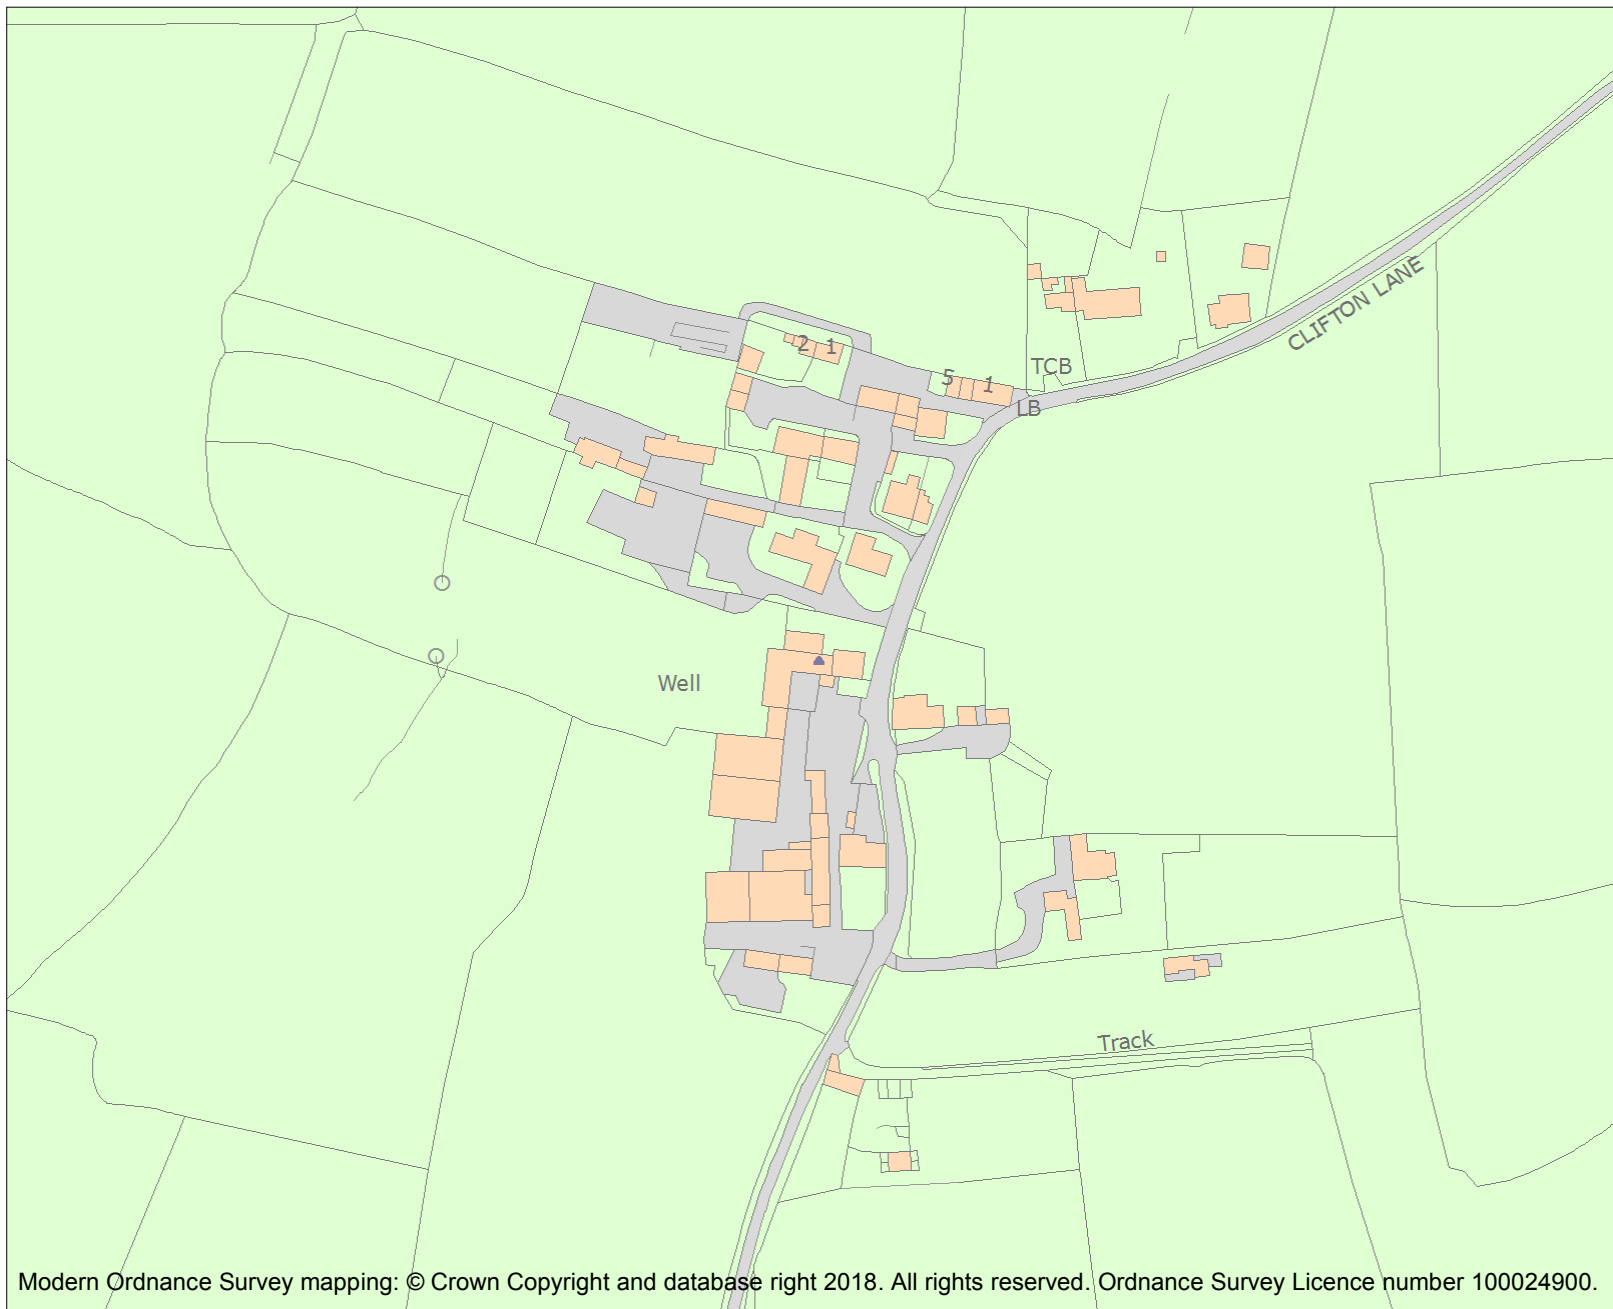 CLIFTON LANE
2 1
TCB
5 1
LB
Well
Track
Modern Ordnance Survey mapping: © Crown Copyright and database right 2018. All rights reserved. Ordnance Survey Licence number 100024900.